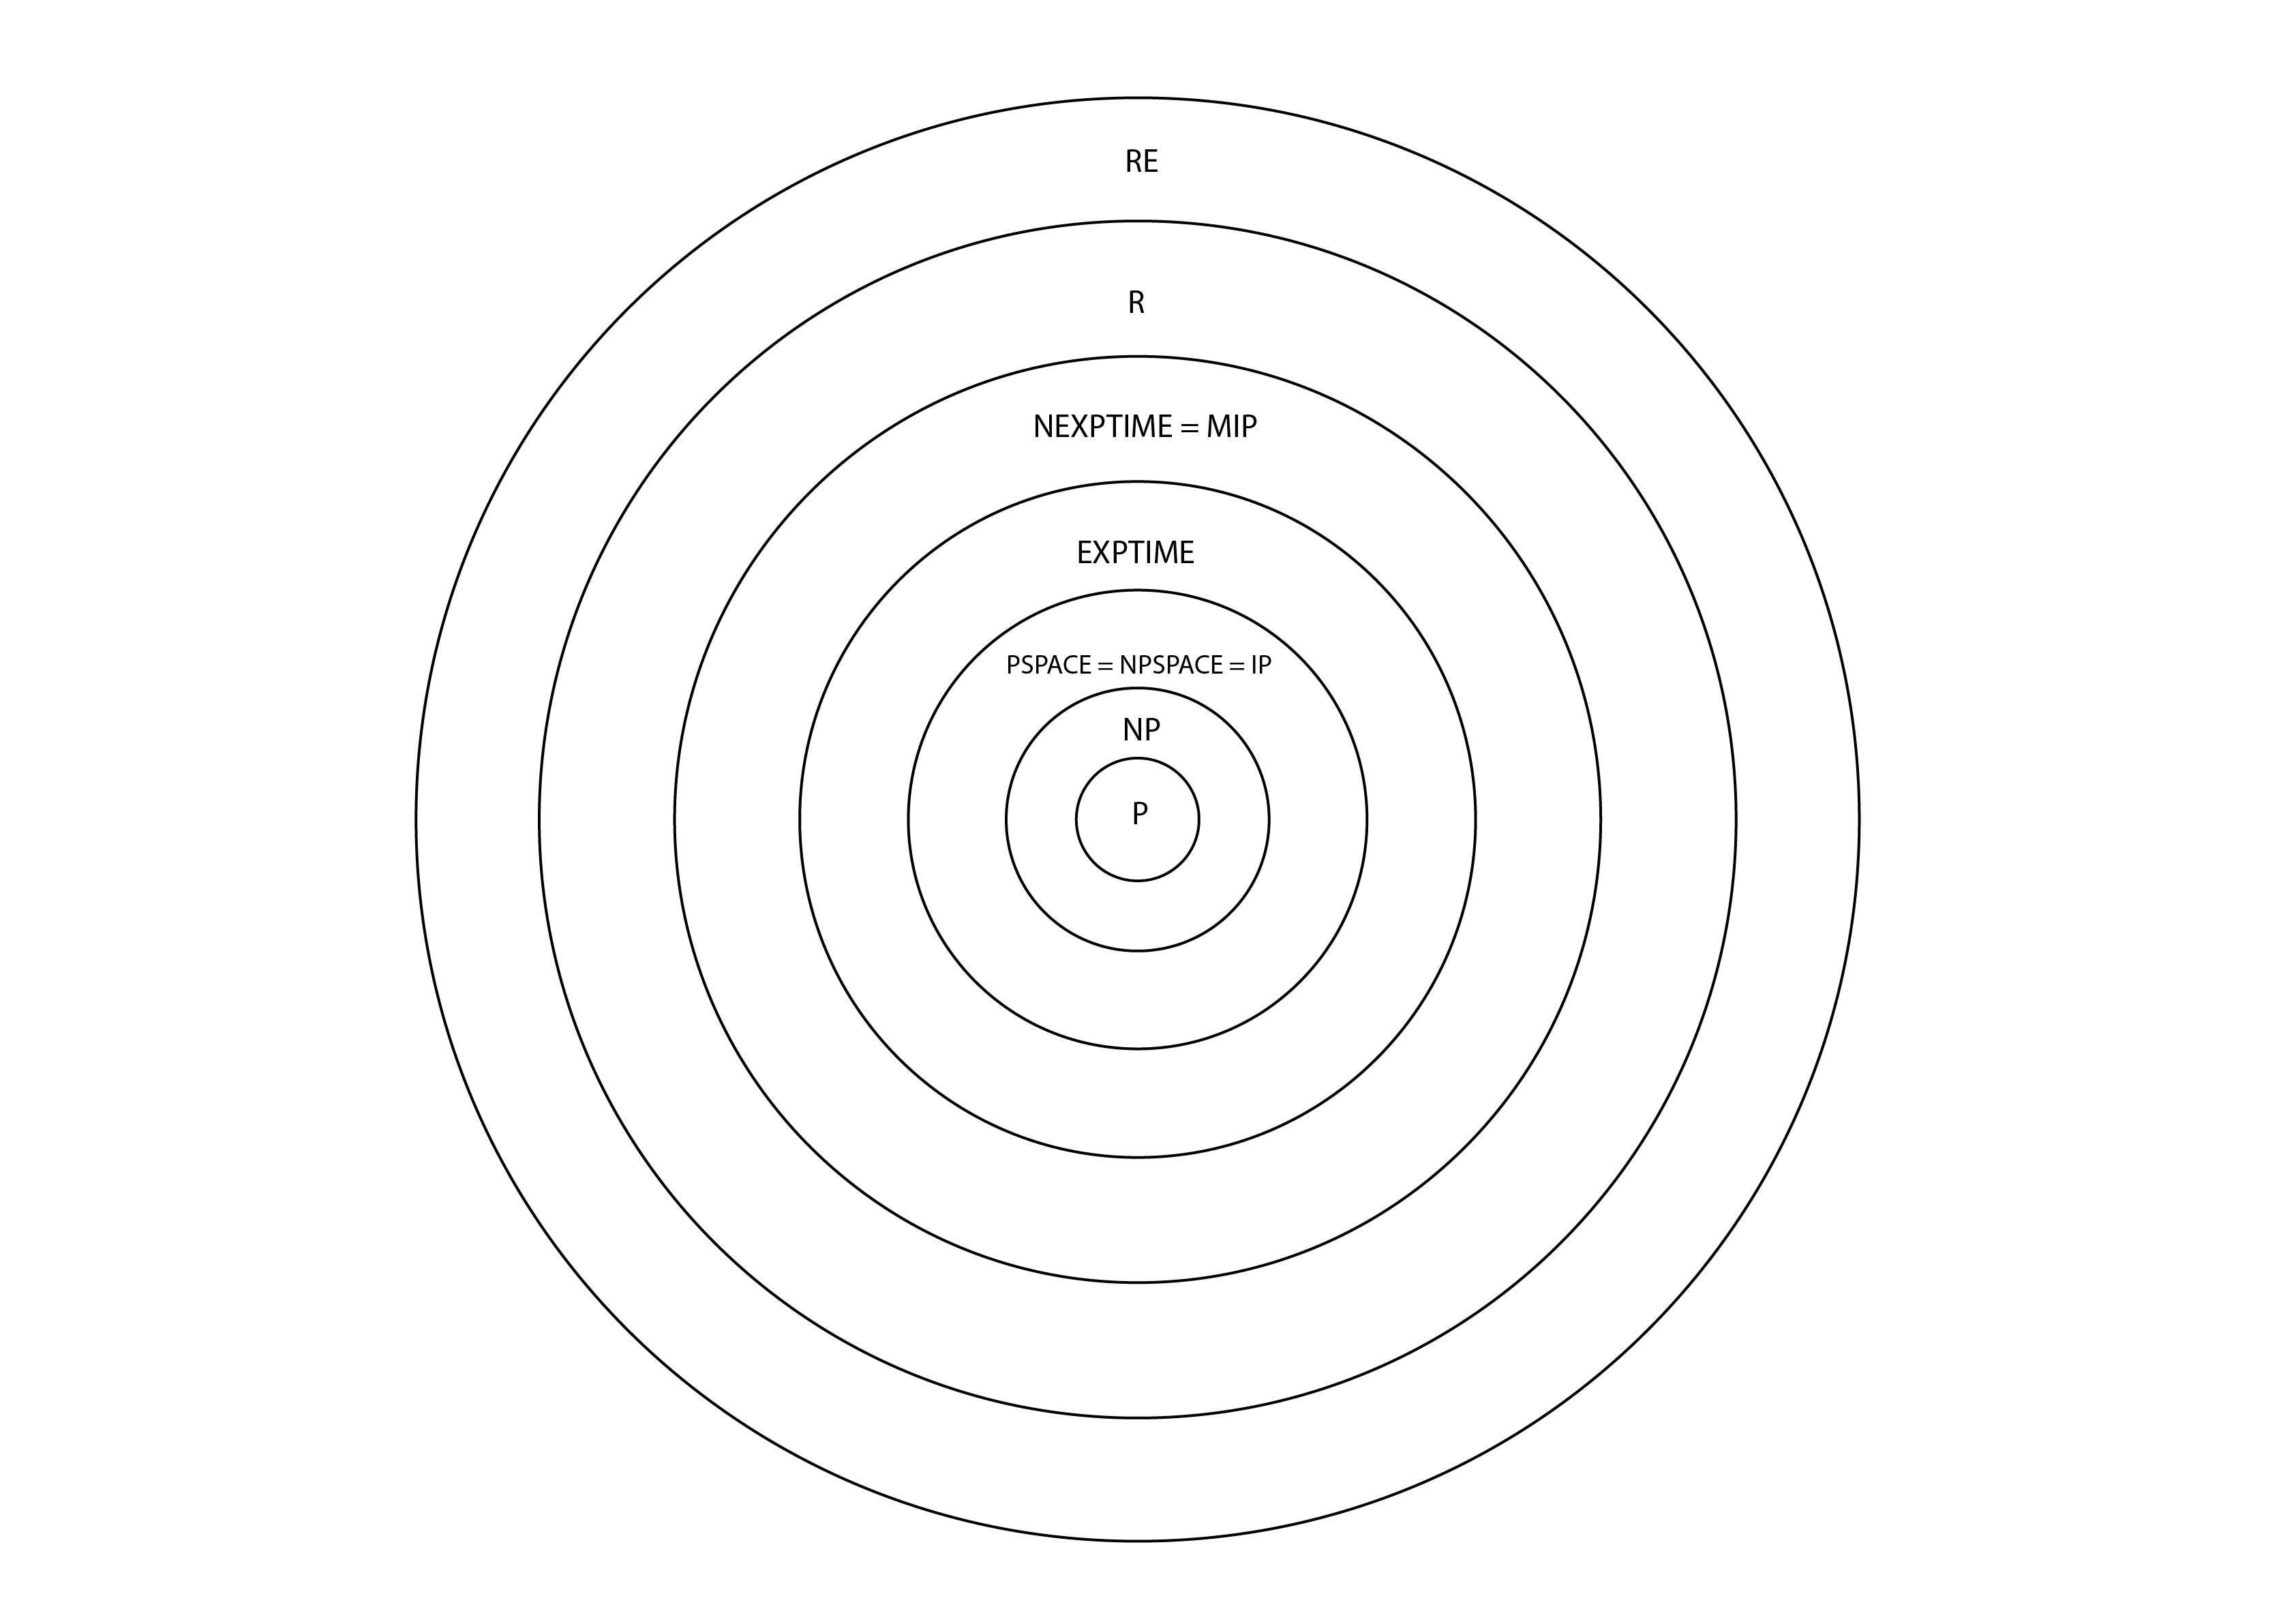 RE
R
NEXPTIME = MIP
EXPTIME
PSPACE = NPSPACE = IP
NP
P